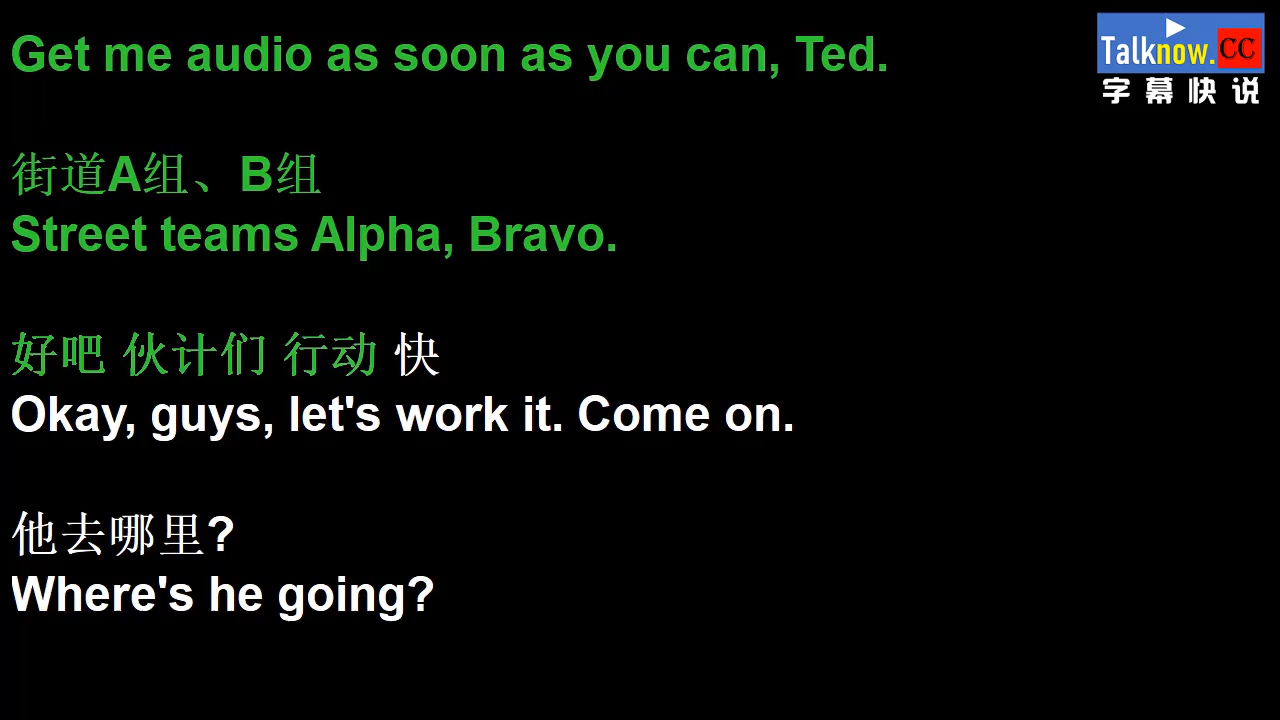 Get me audio as soon as you can, Ted.
Talknow.CC
字幕快说
街道A组、B组
Street teams Alpha, Bravo.
好吧 伙计们 行动 快
Okay, guys, let's work it. Come on.
他去哪里?
Where's he going?